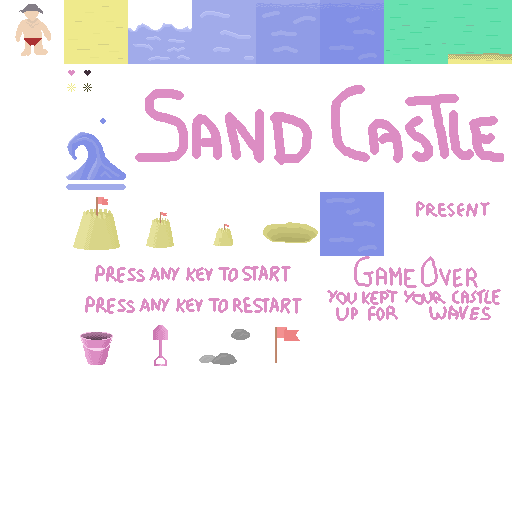 SAND CASTLE
PRESENT
PRESS ANY KEY TO START
GAME OVER
YOU KEPT YOUR CASTLE
UP FOR WAVES
PRESS ANY KEY TO RESTART